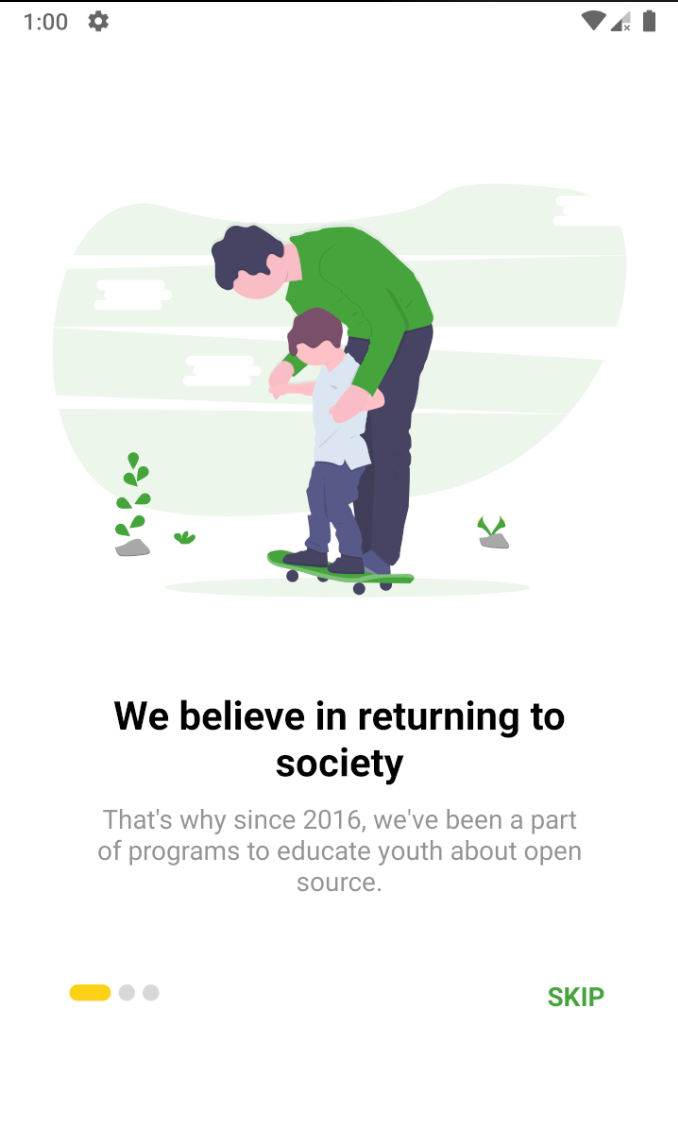 1:00
We believe in returning to
society
That's why since 2016, we've been a part
of programs to educate youth about open
source.
SKIP